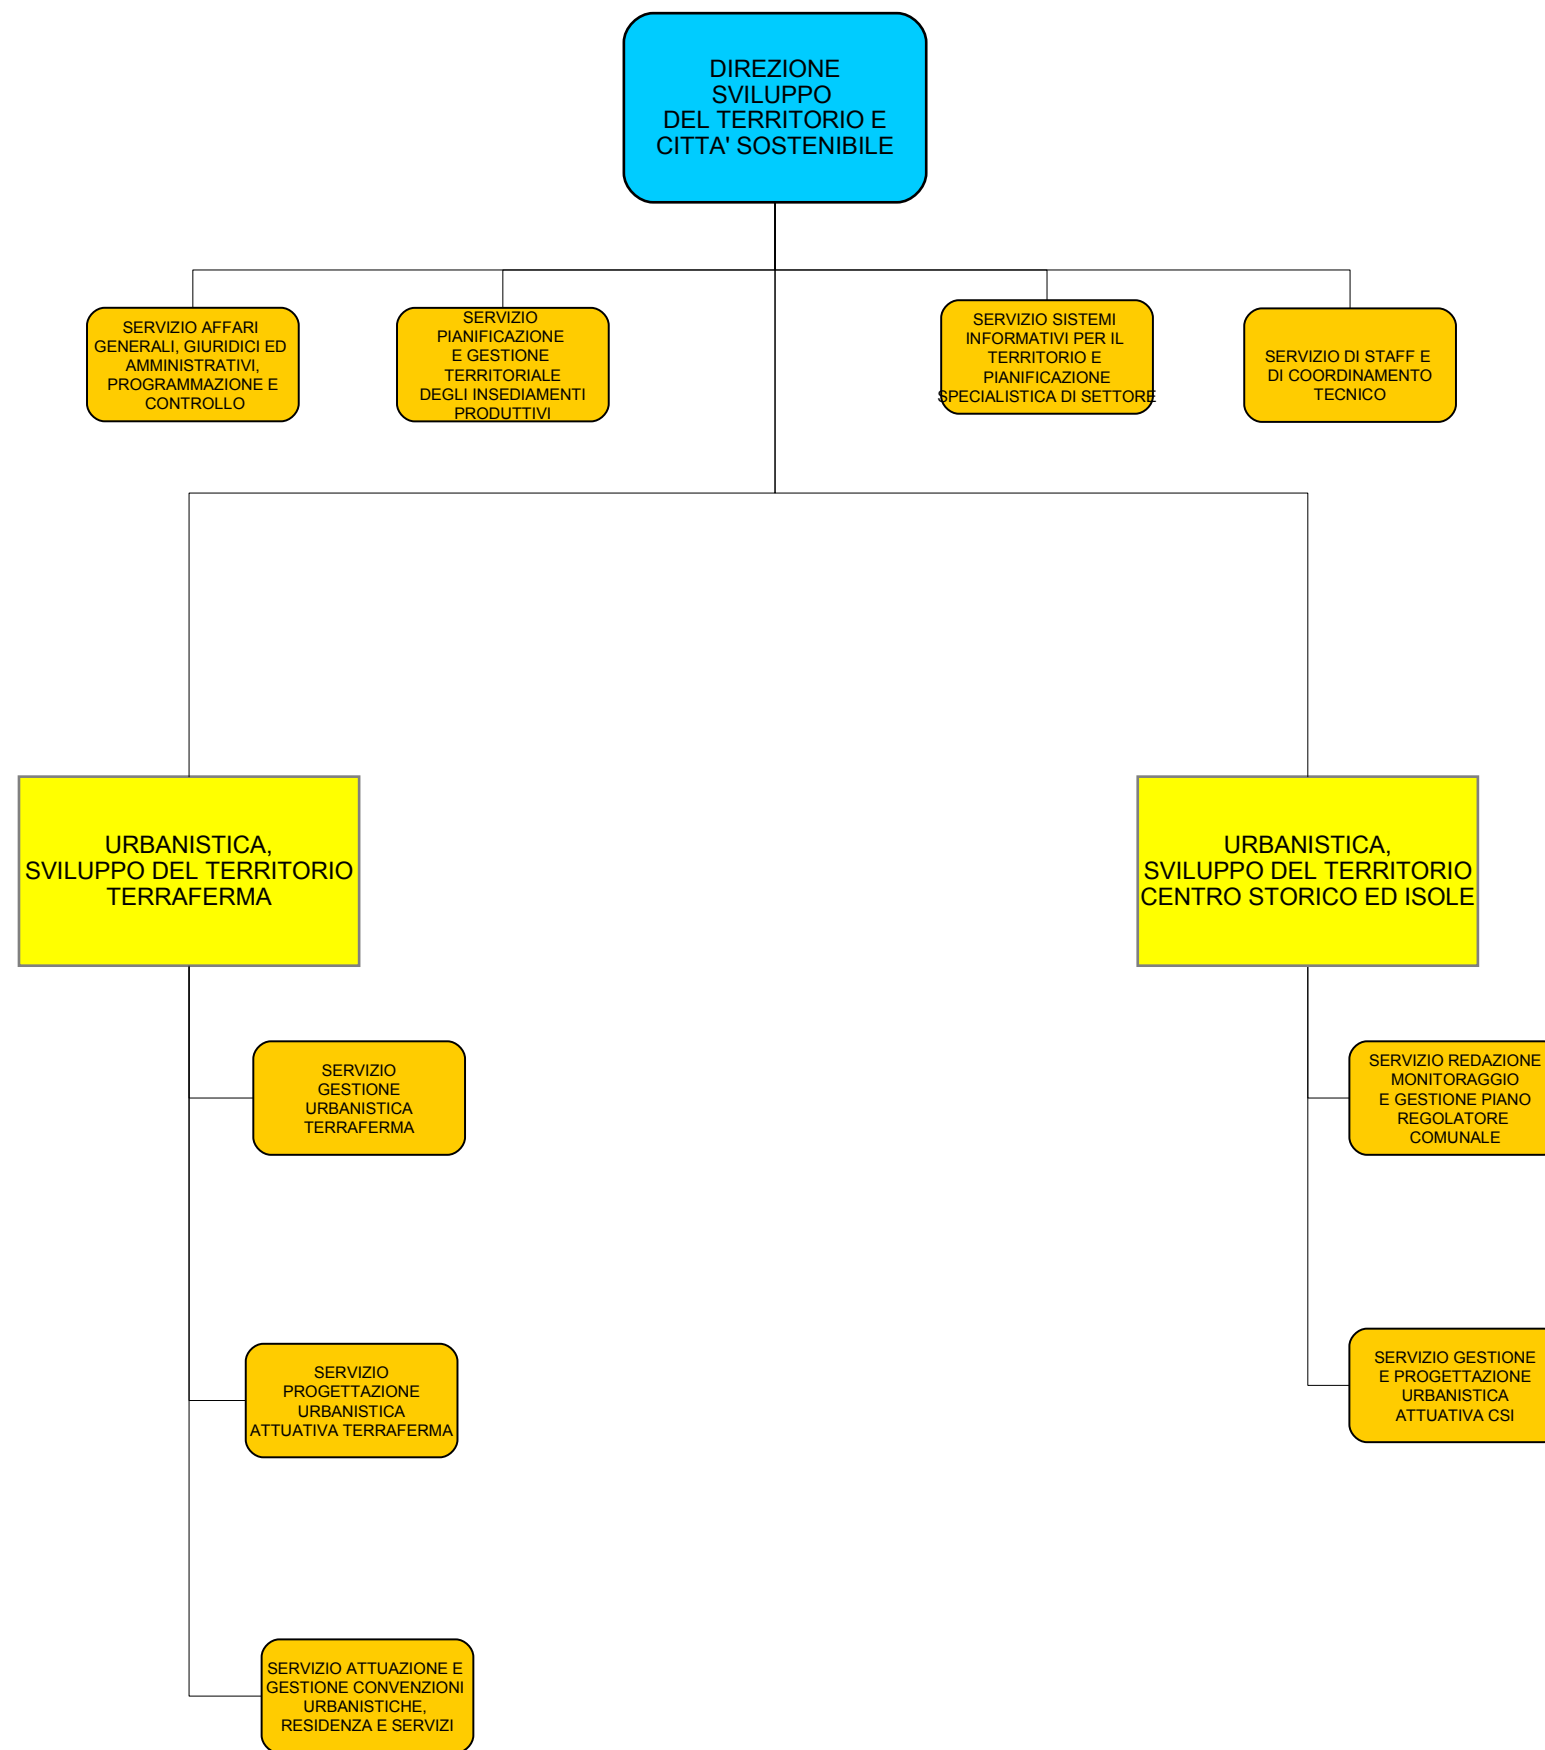 DIREZIONE
SVILUPPO
DEL TERRITORIO E
CITTA' SOSTENIBILE
SERVIZIO AFFARI
GENERALI, GIURIDICI ED
AMMINISTRATIVI,
PROGRAMMAZIONE E
CONTROLLO
SERVIZIO
PIANIFICAZIONE
E GESTIONE
TERRITORIALE
DEGLI INSEDIAMENTI
PRODUTTIVI
SERVIZIO SISTEMI
INFORMATIVI PER IL
TERRITORIO E
PIANIFICAZIONE
SPECIALISTICA DI SETTORE
SERVIZIO DI STAFF E
DI COORDINAMENTO
TECNICO
URBANISTICA,
SVILUPPO DEL TERRITORIO
TERRAFERMA
URBANISTICA,
SVILUPPO DEL TERRITORIO
CENTRO STORICO ED ISOLE
SERVIZIO
GESTIONE
URBANISTICA
TERRAFERMA
SERVIZIO REDAZIONE
MONITORAGGIO
E GESTIONE PIANO
REGOLATORE
COMUNALE
SERVIZIO
PROGETTAZIONE
URBANISTICA
ATTUATIVA TERRAFERMA
SERVIZIO GESTIONE
E PROGETTAZIONE
URBANISTICA
ATTUATIVA CSI
SERVIZIO ATTUAZIONE E
GESTIONE CONVENZIONI
URBANISTICHE,
RESIDENZA E SERVIZI